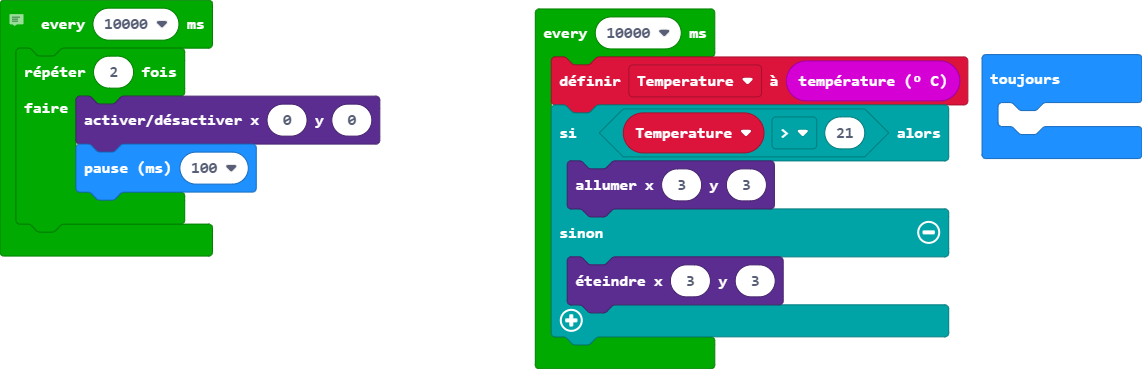 every 10000 ms
répéter 2 fois
faire
activer/désactiver x 0 y 0
pause (ms) 100
every 10000 ms
définir Temperature à température (° C)
si Temperature > 21 alors
allumer x 3 y 3
sinon
éteindre x 3 y 3
toujours